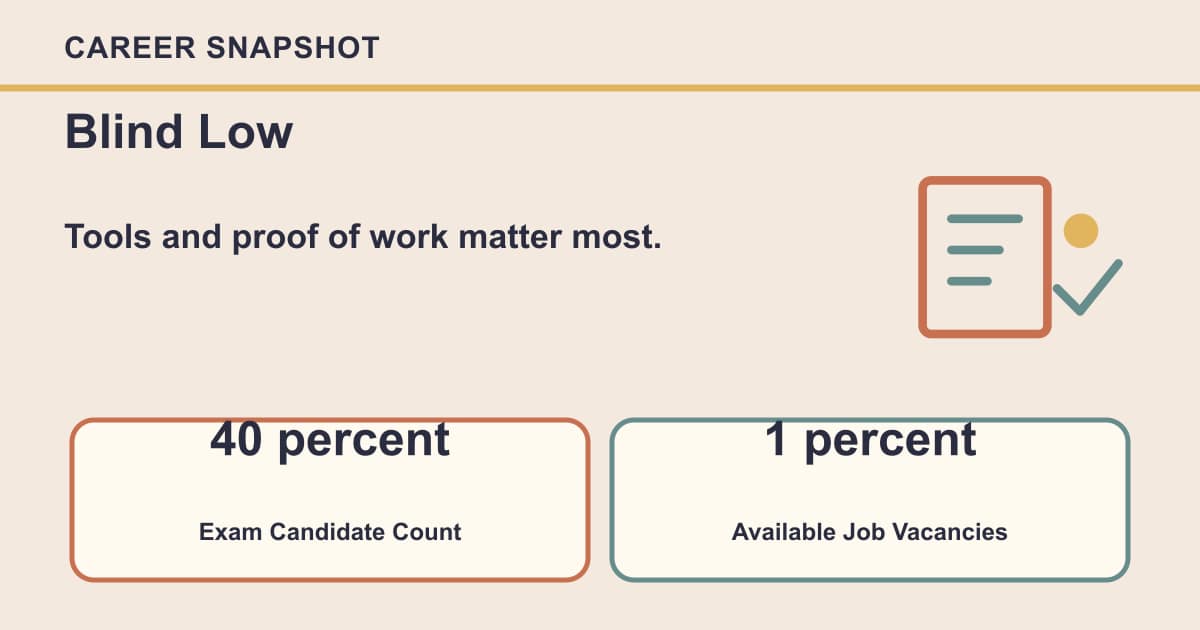 CAREER SNAPSHOT
Blind Low
Tools and proof of work matter most.
40 percent
Exam Candidate Count
1 percent
Available Job Vacancies